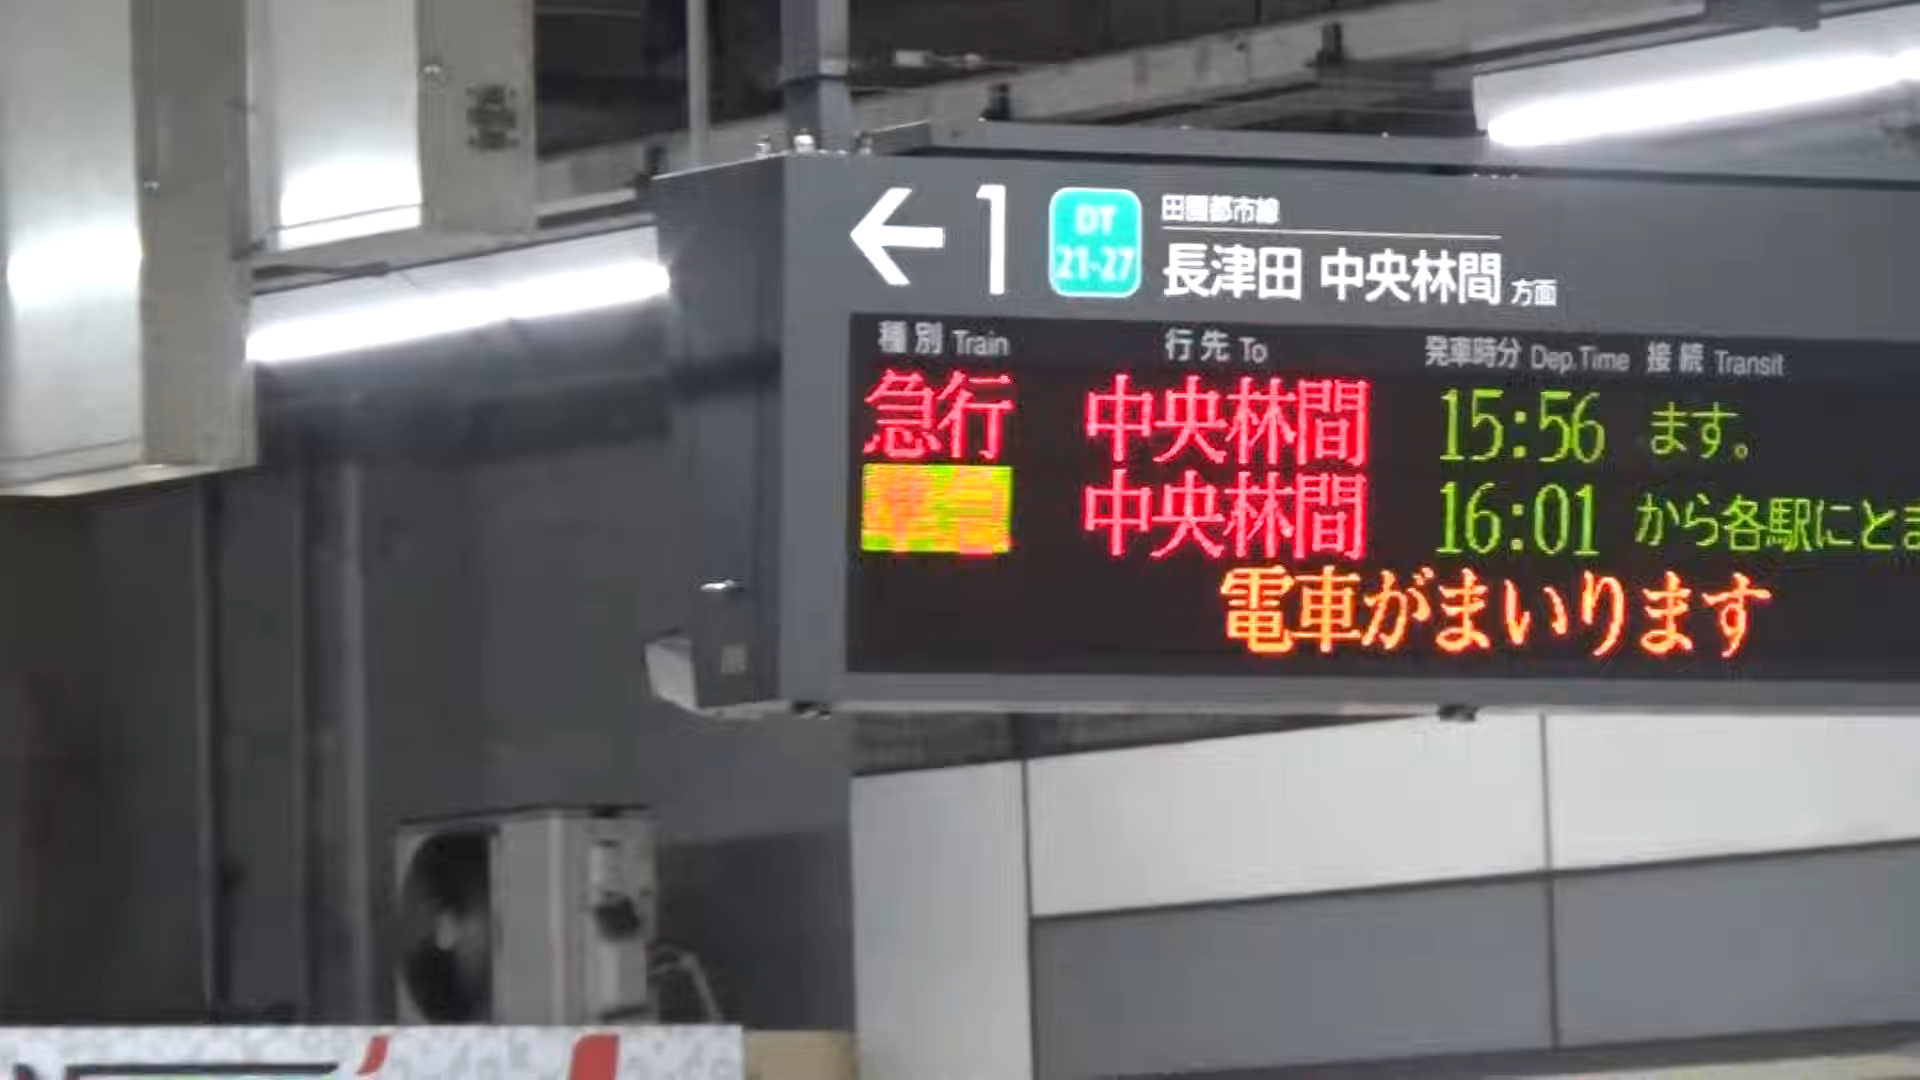 ← 1 DT 21-27 田園都市線
長津田 中央林間 方面
種別 Train 行先 To 発車時分 Dep.Time 接続 Transit
急行 中央林間 15:56 ます。
準急 中央林間 16:01 から各駅にとま
電車がまいります